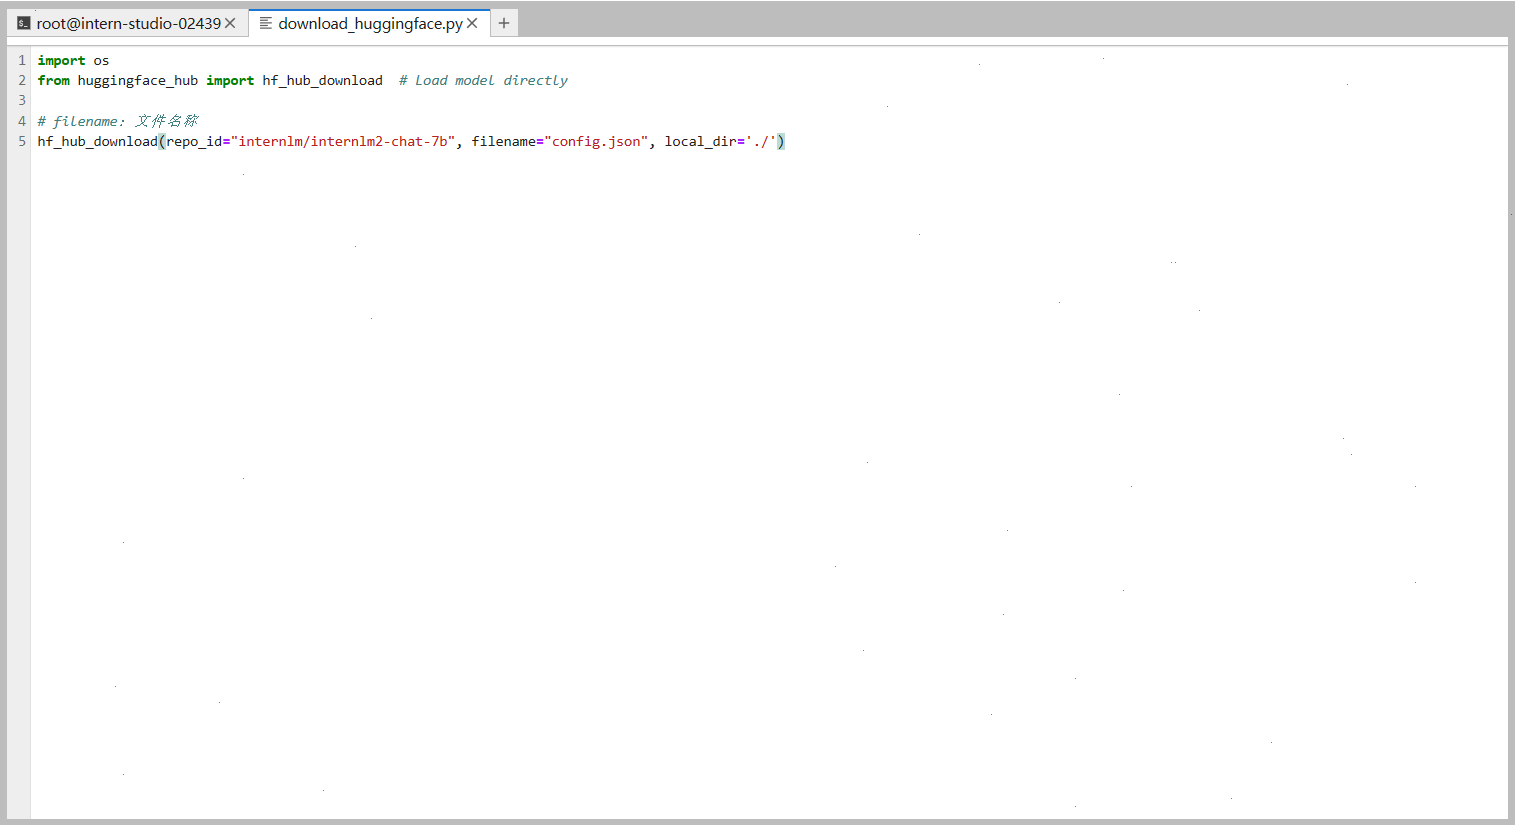 root@intern-studio-02439
download_huggingface.py
1 import os
2 from huggingface_hub import hf_hub_download  # Load model directly
3
4 # filename: 文件名称
5 hf_hub_download(repo_id="internlm/internlm2-chat-7b", filename="config.json", local_dir='./')